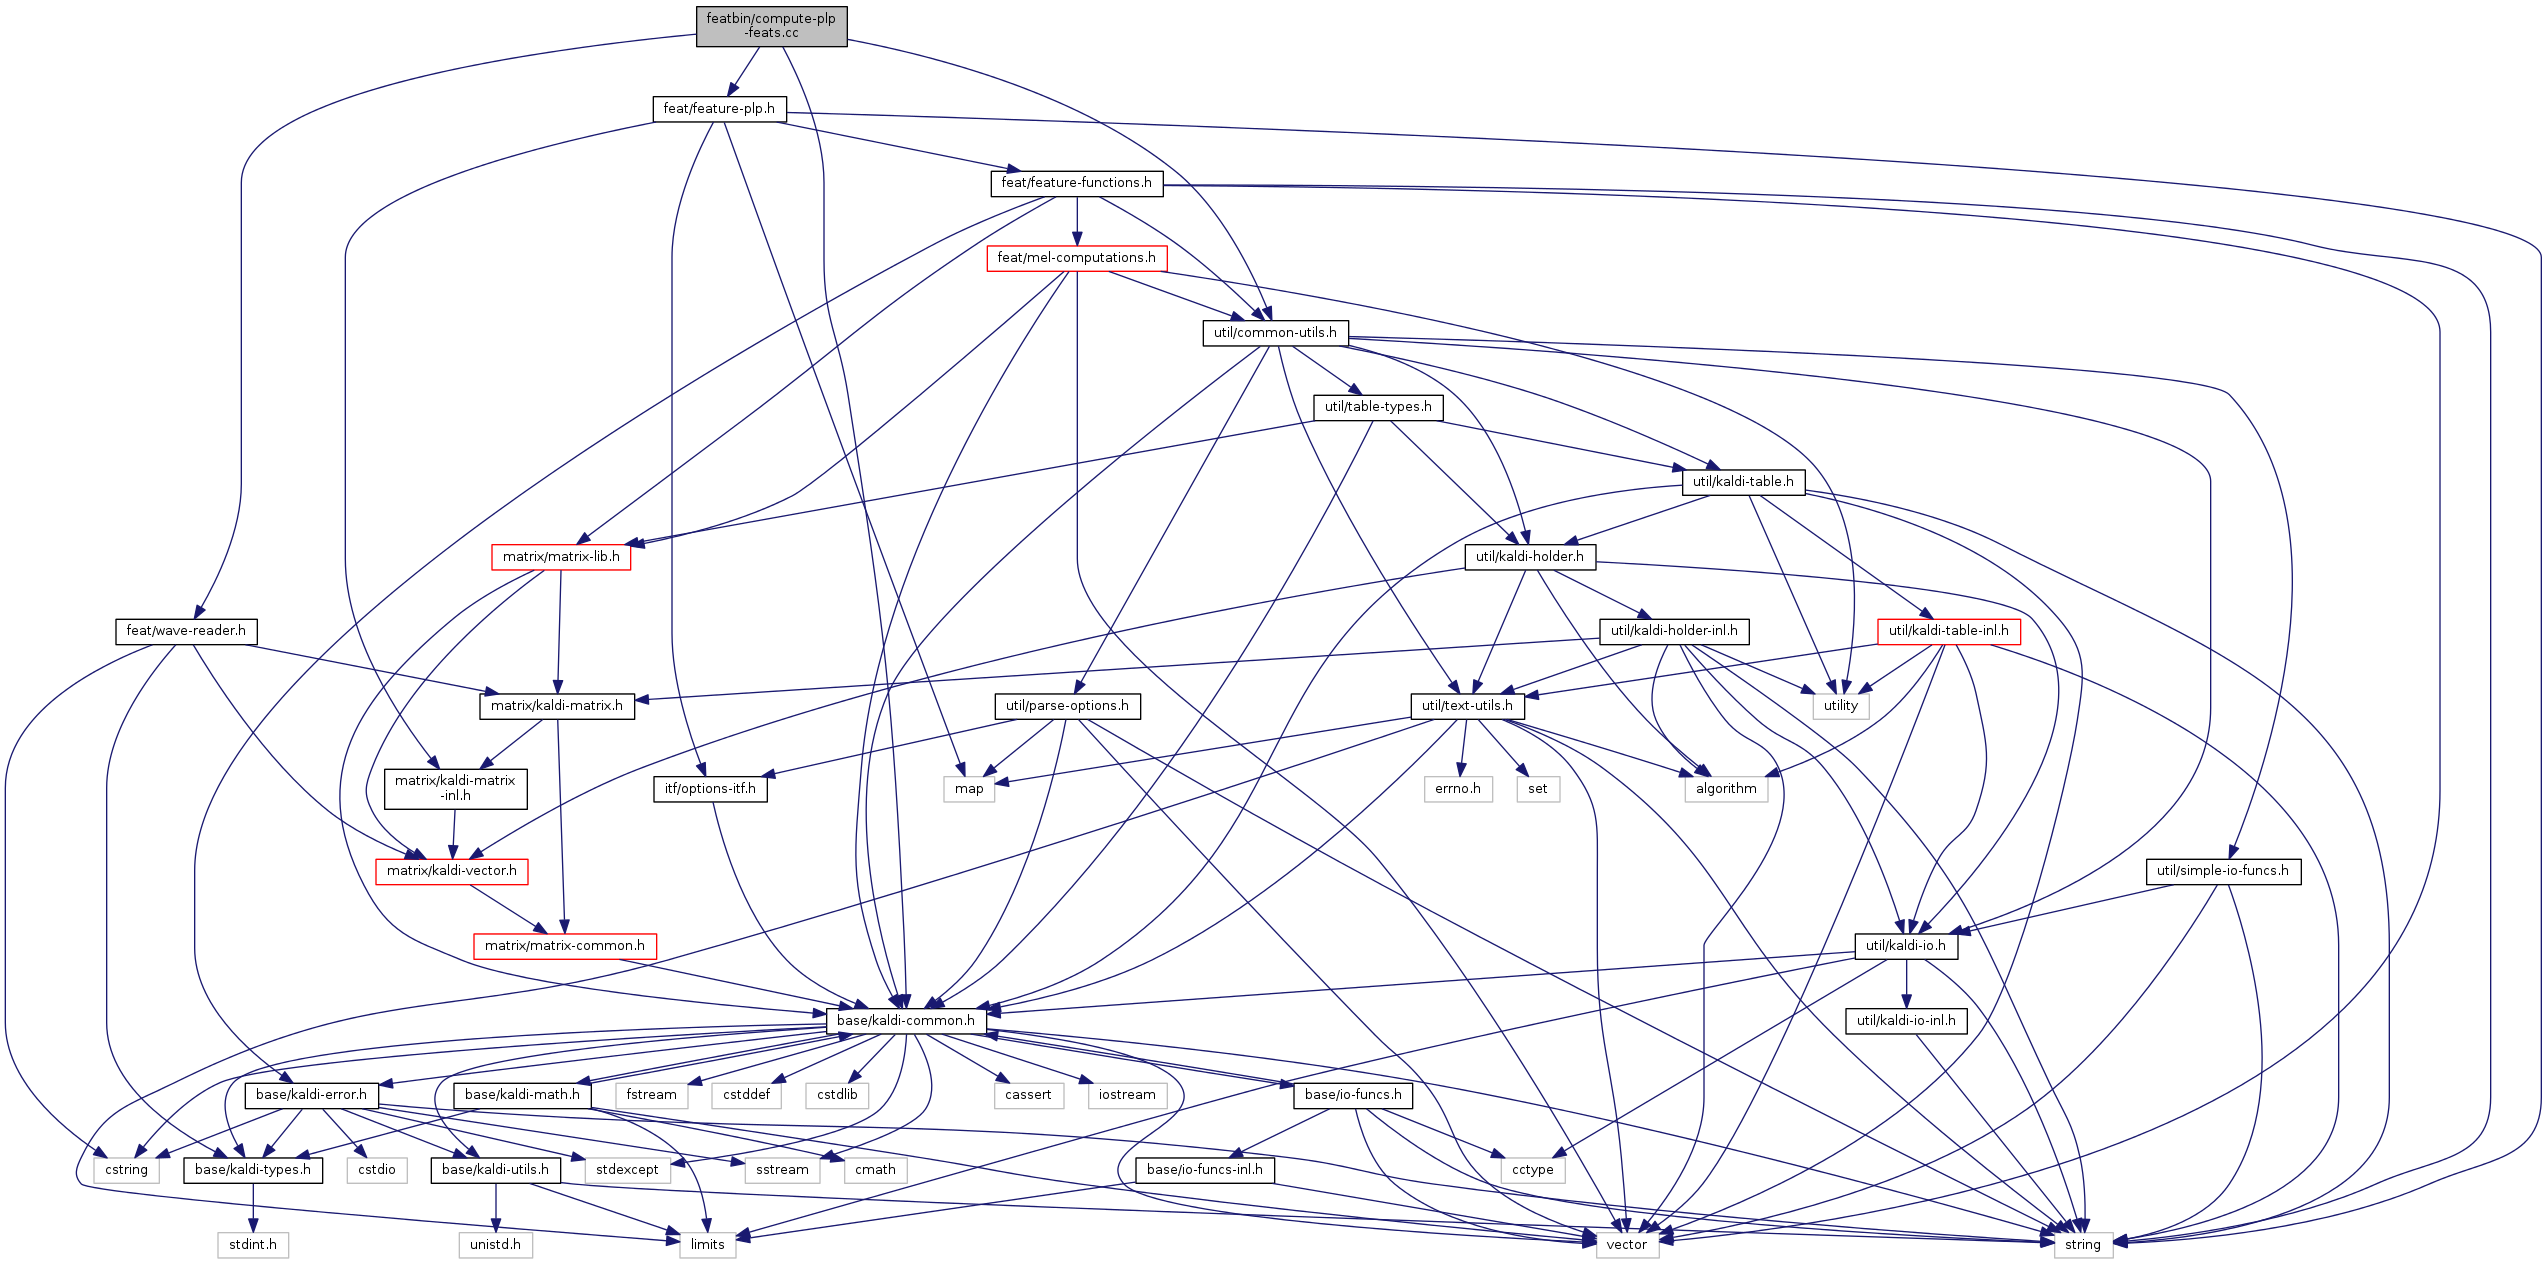 featbin/compute-plp
-feats.cc
feat/feature-plp.h
feat/feature-functions.h
feat/mel-computations.h
util/common-utils.h
util/table-types.h
util/kaldi-table.h
matrix/matrix-lib.h
util/kaldi-holder.h
feat/wave-reader.h
util/kaldi-holder-inl.h
util/kaldi-table-inl.h
matrix/kaldi-matrix.h
util/parse-options.h
util/text-utils.h
utility
matrix/kaldi-matrix
-inl.h
itf/options-itf.h
map
errno.h
set
algorithm
matrix/kaldi-vector.h
util/simple-io-funcs.h
matrix/matrix-common.h
util/kaldi-io.h
base/kaldi-common.h
util/kaldi-io-inl.h
base/kaldi-error.h
base/kaldi-math.h
fstream
cstddef
cstdlib
cassert
iostream
base/io-funcs.h
cstring
base/kaldi-types.h
cstdio
base/kaldi-utils.h
stdexcept
sstream
cmath
base/io-funcs-inl.h
cctype
stdint.h
unistd.h
limits
vector
string